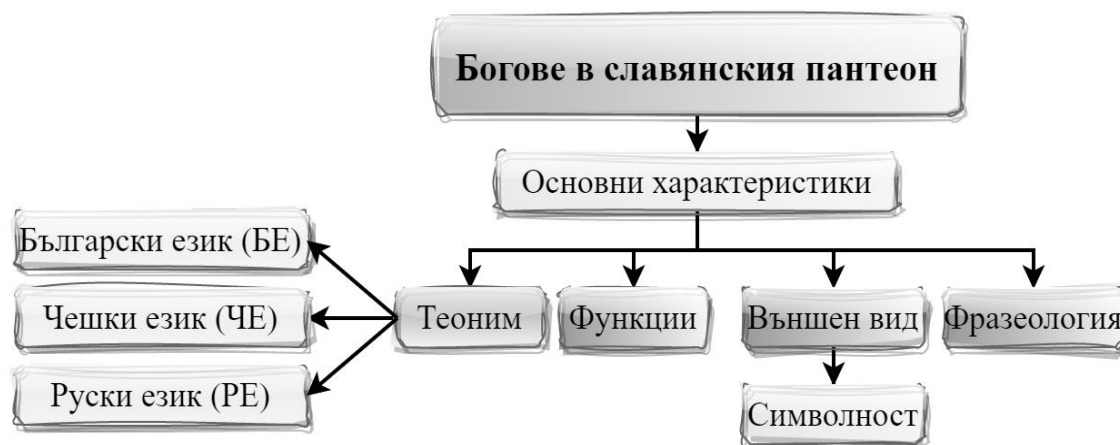 Богове в славянския пантеон
Основни характеристики
Български език (БЕ)
Чешки език (ЧЕ)
Руски език (РЕ)
Теоним
Функции
Външен вид
Фразеология
Символност